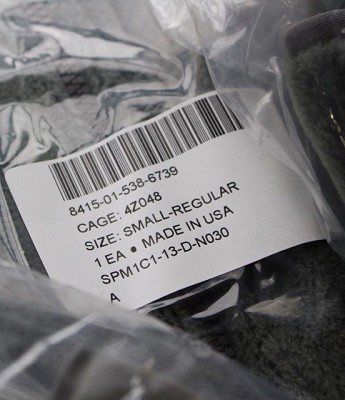 8415-01-538-6739
CAGE: 4Z048
SIZE: SMALL-REGULAR
1 EA • MADE IN USA
SPM1C1-13-D-N030
A